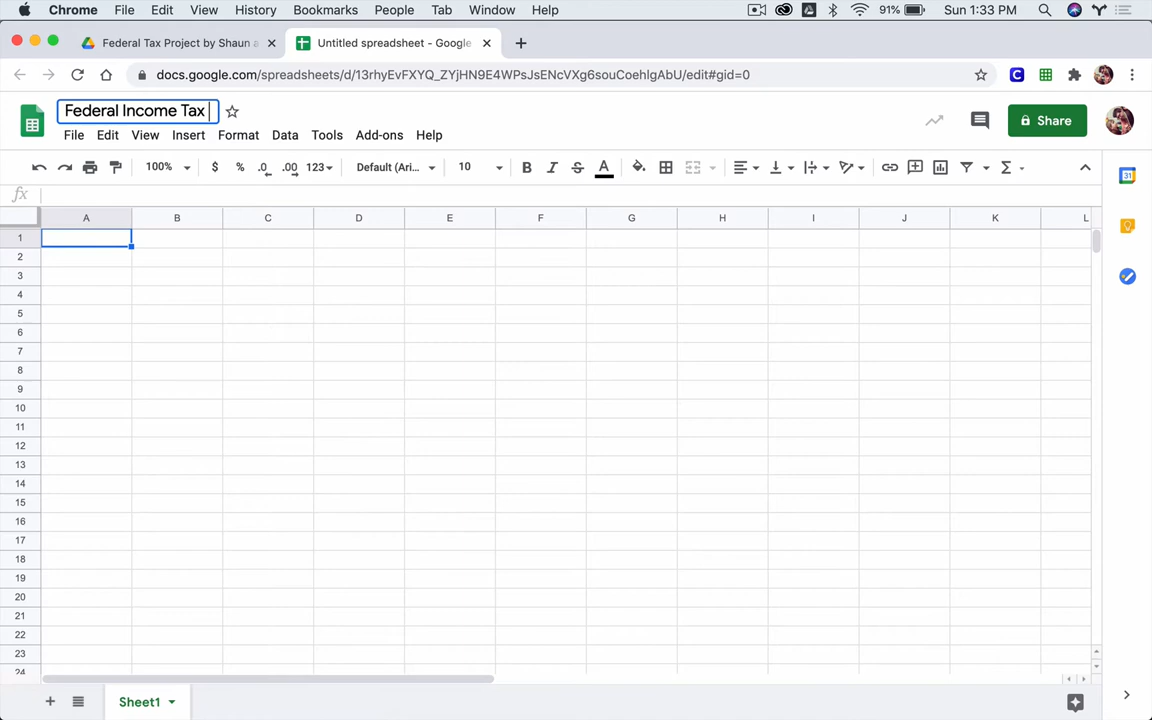 Chrome File Edit View History Bookmarks People Tab Window Help 91% Sun 1:33 PM
Federal Tax Project by Shaun a Untitled spreadsheet - Google
docs.google.com/spreadsheets/d/13rhyEvFXYQ_ZYjHN9E4WPsJsENcVXg6souCoehlgAbU/edit#gid=0
Federal Income Tax
Share
File Edit View Insert Format Data Tools Add-ons Help
100% $ % .0 .00 123 Default (Ari... 10 B I S A
31
fx
A B C D E F G H I J K L
1
2
3
4
5
6
7
8
9
10
11
12
13
14
15
16
17
18
19
20
21
22
23
24
Sheet1